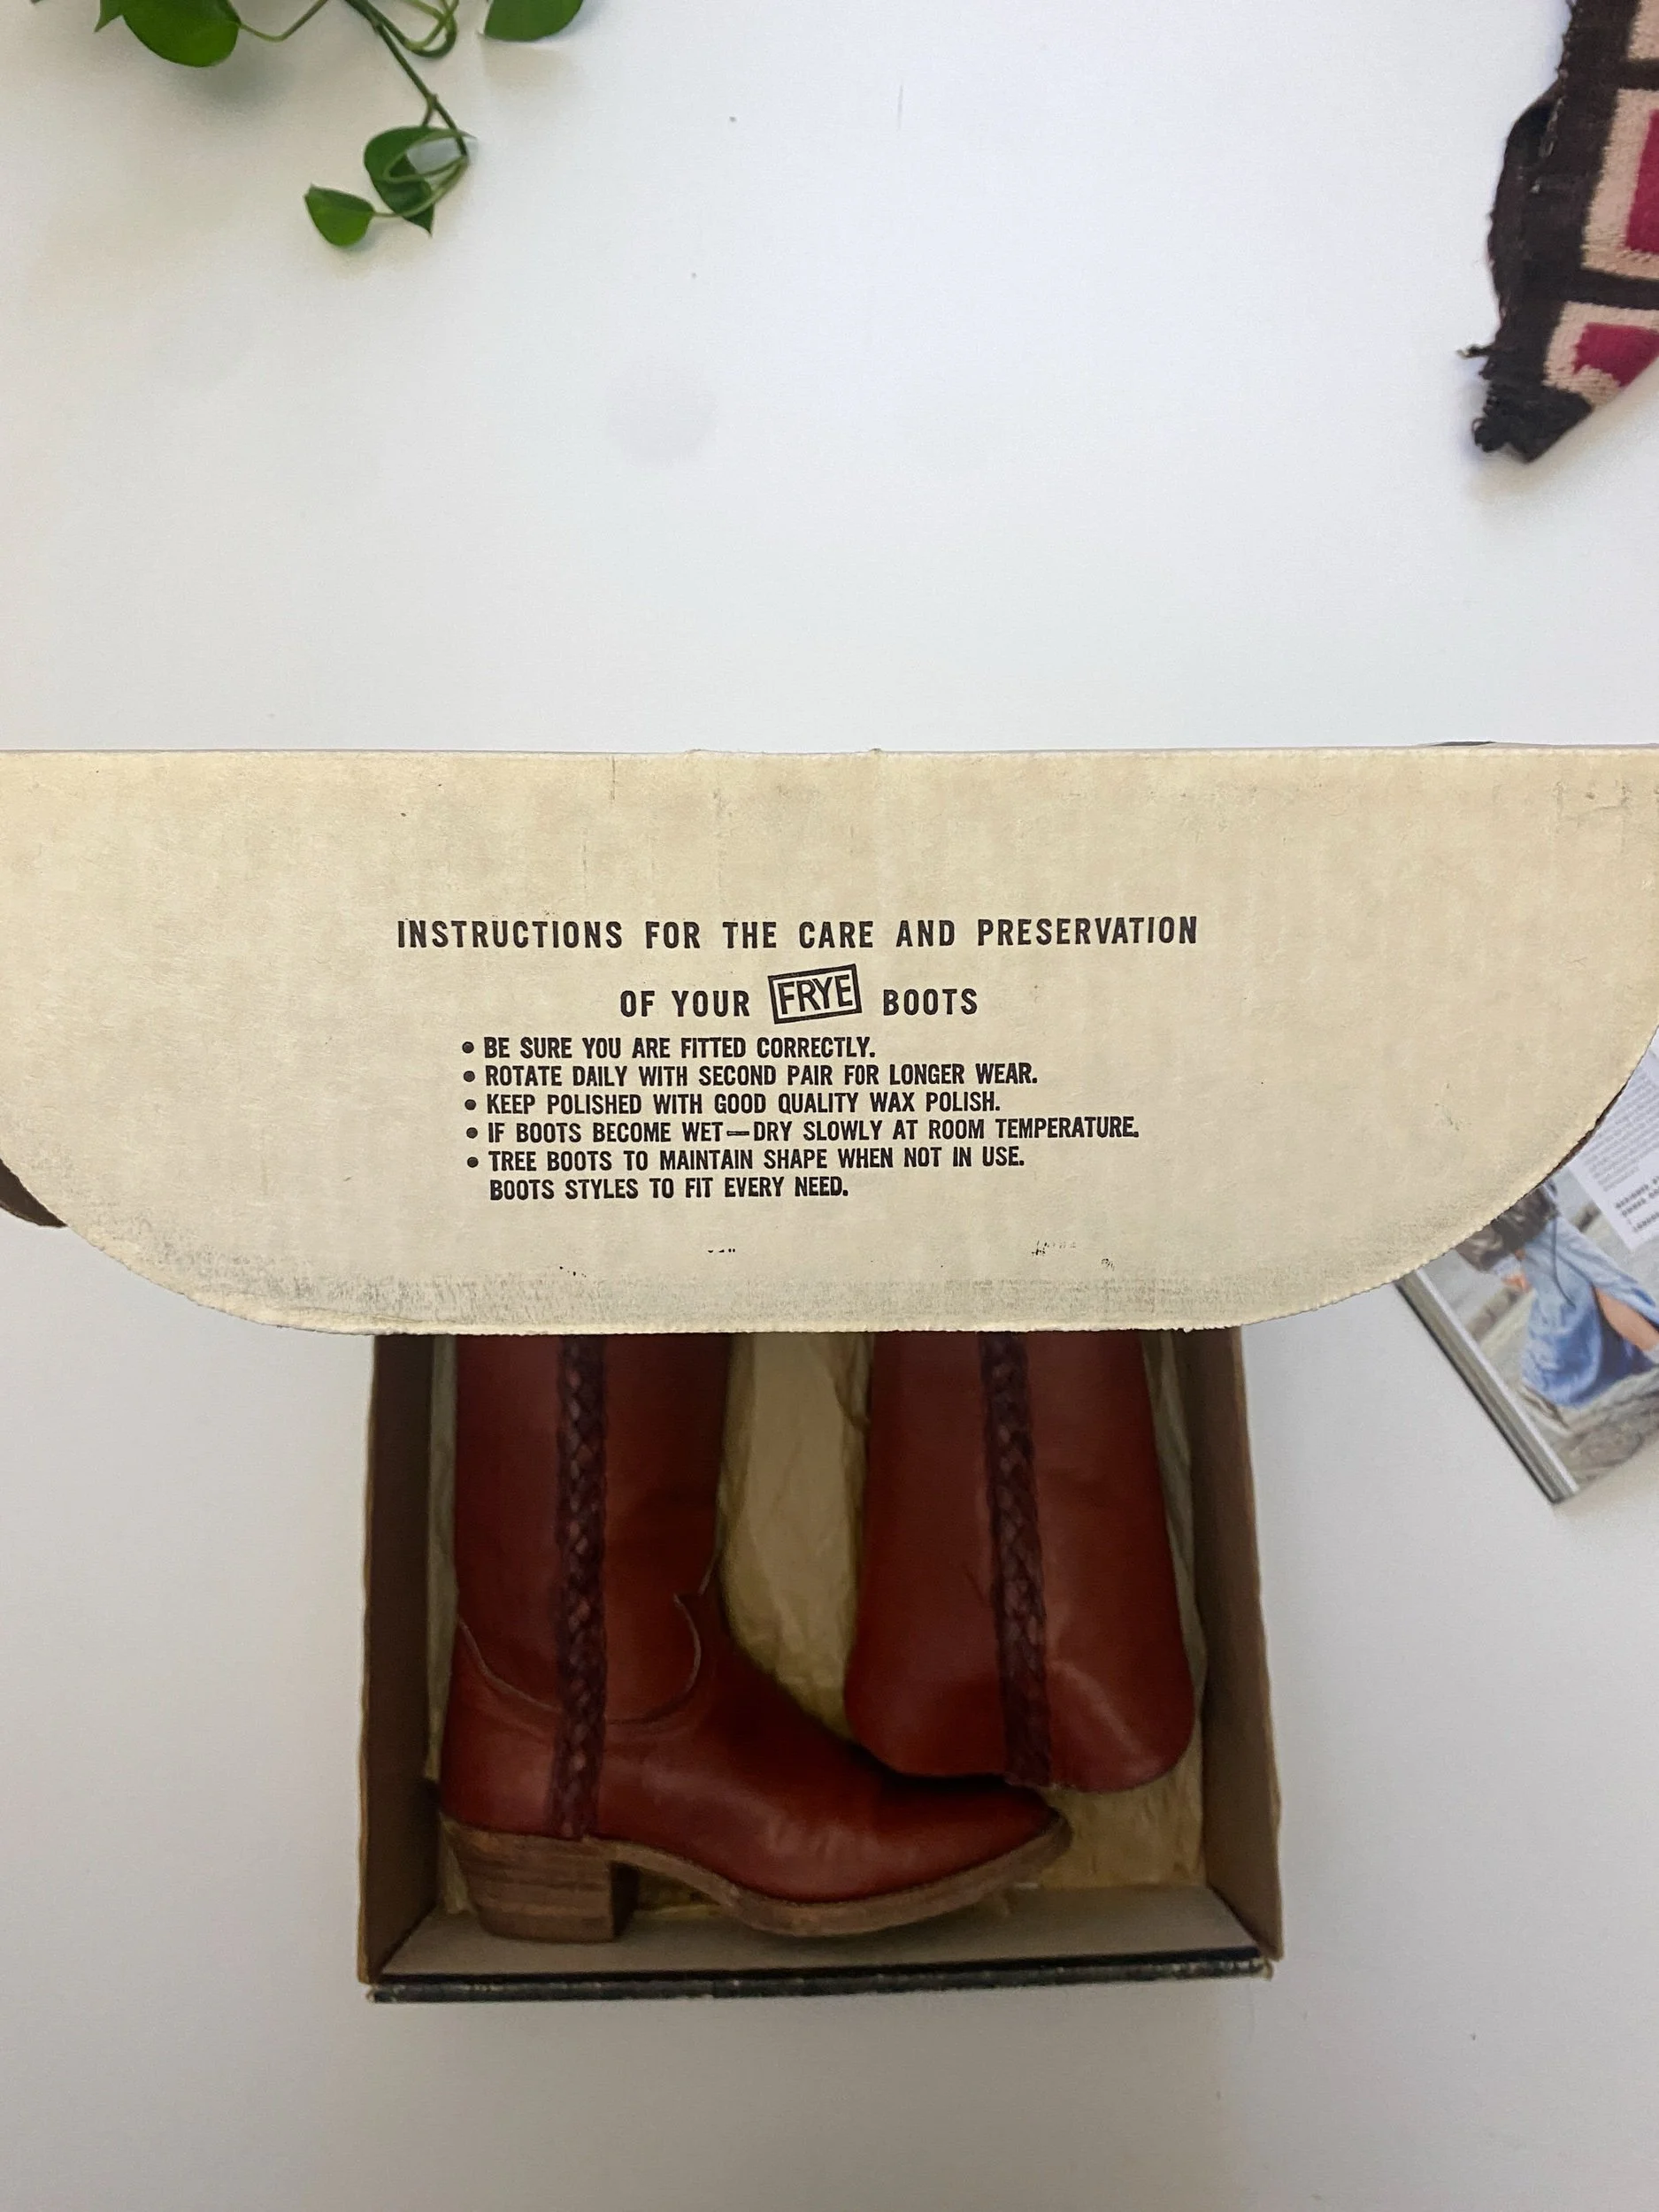 INSTRUCTIONS FOR THE CARE AND PRESERVATION
OF YOUR FRYE BOOTS
• BE SURE YOU ARE FITTED CORRECTLY.
• ROTATE DAILY WITH SECOND PAIR FOR LONGER WEAR.
• KEEP POLISHED WITH GOOD QUALITY WAX POLISH.
• IF BOOTS BECOME WET—DRY SLOWLY AT ROOM TEMPERATURE.
• TREE BOOTS TO MAINTAIN SHAPE WHEN NOT IN USE.
BOOTS STYLES TO FIT EVERY NEED.